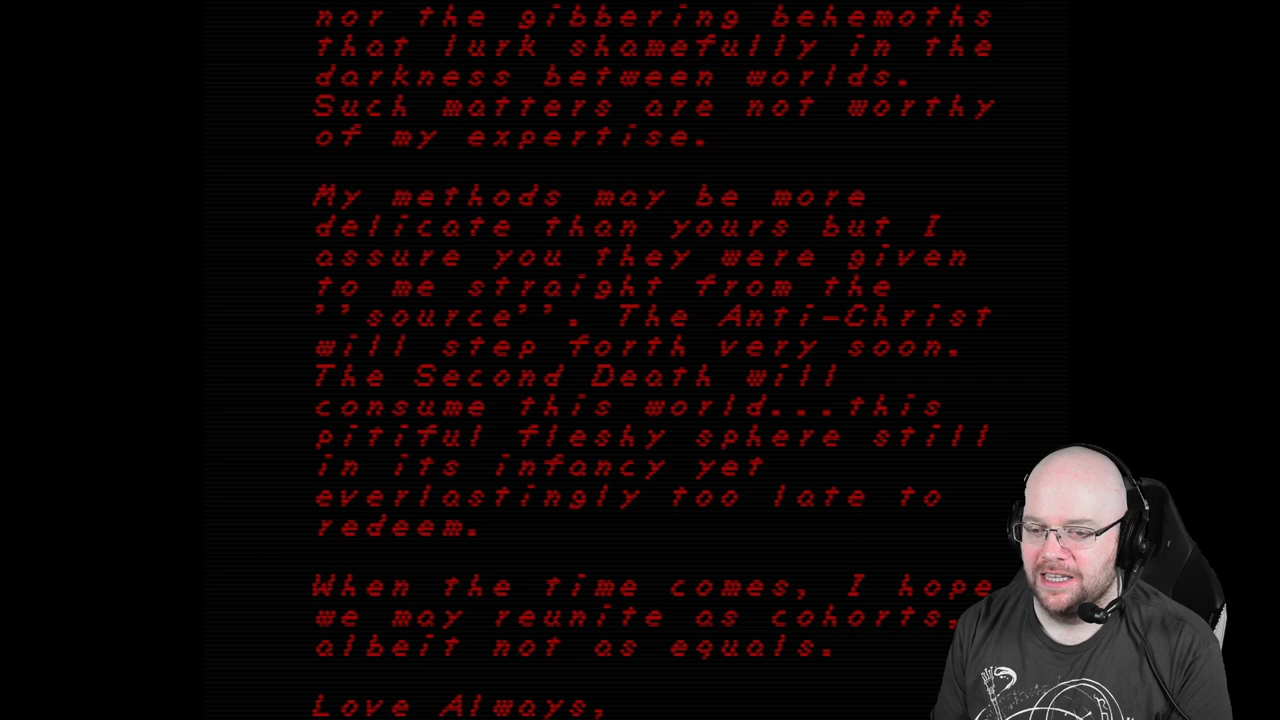 nor the gibbering behemoths
that lurk shamefully in the
darkness between worlds.
Such matters are not worthy
of my expertise.
My methods may be more
delicate than yours but I
assure you they were given
to me straight from the
''source''. The Anti-Christ
will step forth very soon.
The Second Death will
consume this world...this
pitiful fleshy sphere still
in its infancy yet
everlastingly too late to
redeem.
When the time comes, I hope
we may reunite as cohorts,
albeit not as equals.
Love Always,